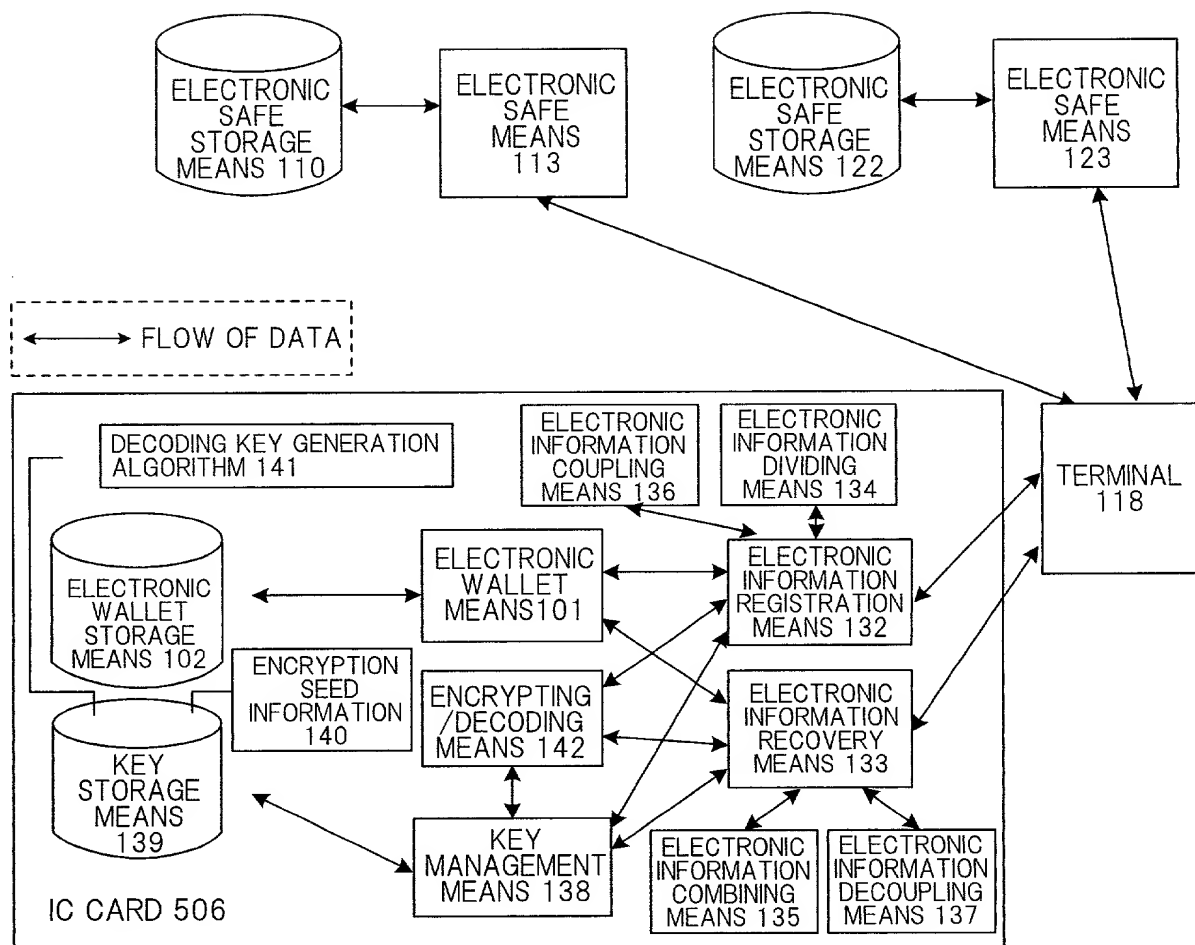 ELECTRONIC
SAFE
STORAGE
MEANS 110
ELECTRONIC
SAFE
MEANS
113
ELECTRONIC
SAFE
STORAGE
MEANS 122
ELECTRONIC
SAFE
MEANS
123
FLOW OF DATA
DECODING KEY GENERATION
ALGORITHM 141
ELECTRONIC
INFORMATION
COUPLING
MEANS 136
ELECTRONIC
INFORMATION
DIVIDING
MEANS 134
TERMINAL
118
ELECTRONIC
WALLET
STORAGE
MEANS 102
ELECTRONIC
WALLET
MEANS101
ELECTRONIC
INFORMATION
REGISTRATION
MEANS 132
ENCRYPTION
SEED
INFORMATION
140
ENCRYPTING
/DECODING
MEANS 142
ELECTRONIC
INFORMATION
RECOVERY
MEANS 133
KEY
STORAGE
MEANS
139
KEY
MANAGEMENT
MEANS 138
ELECTRONIC
INFORMATION
COMBINING
MEANS 135
ELECTRONIC
INFORMATION
DECOUPLING
MEANS 137
IC CARD 506